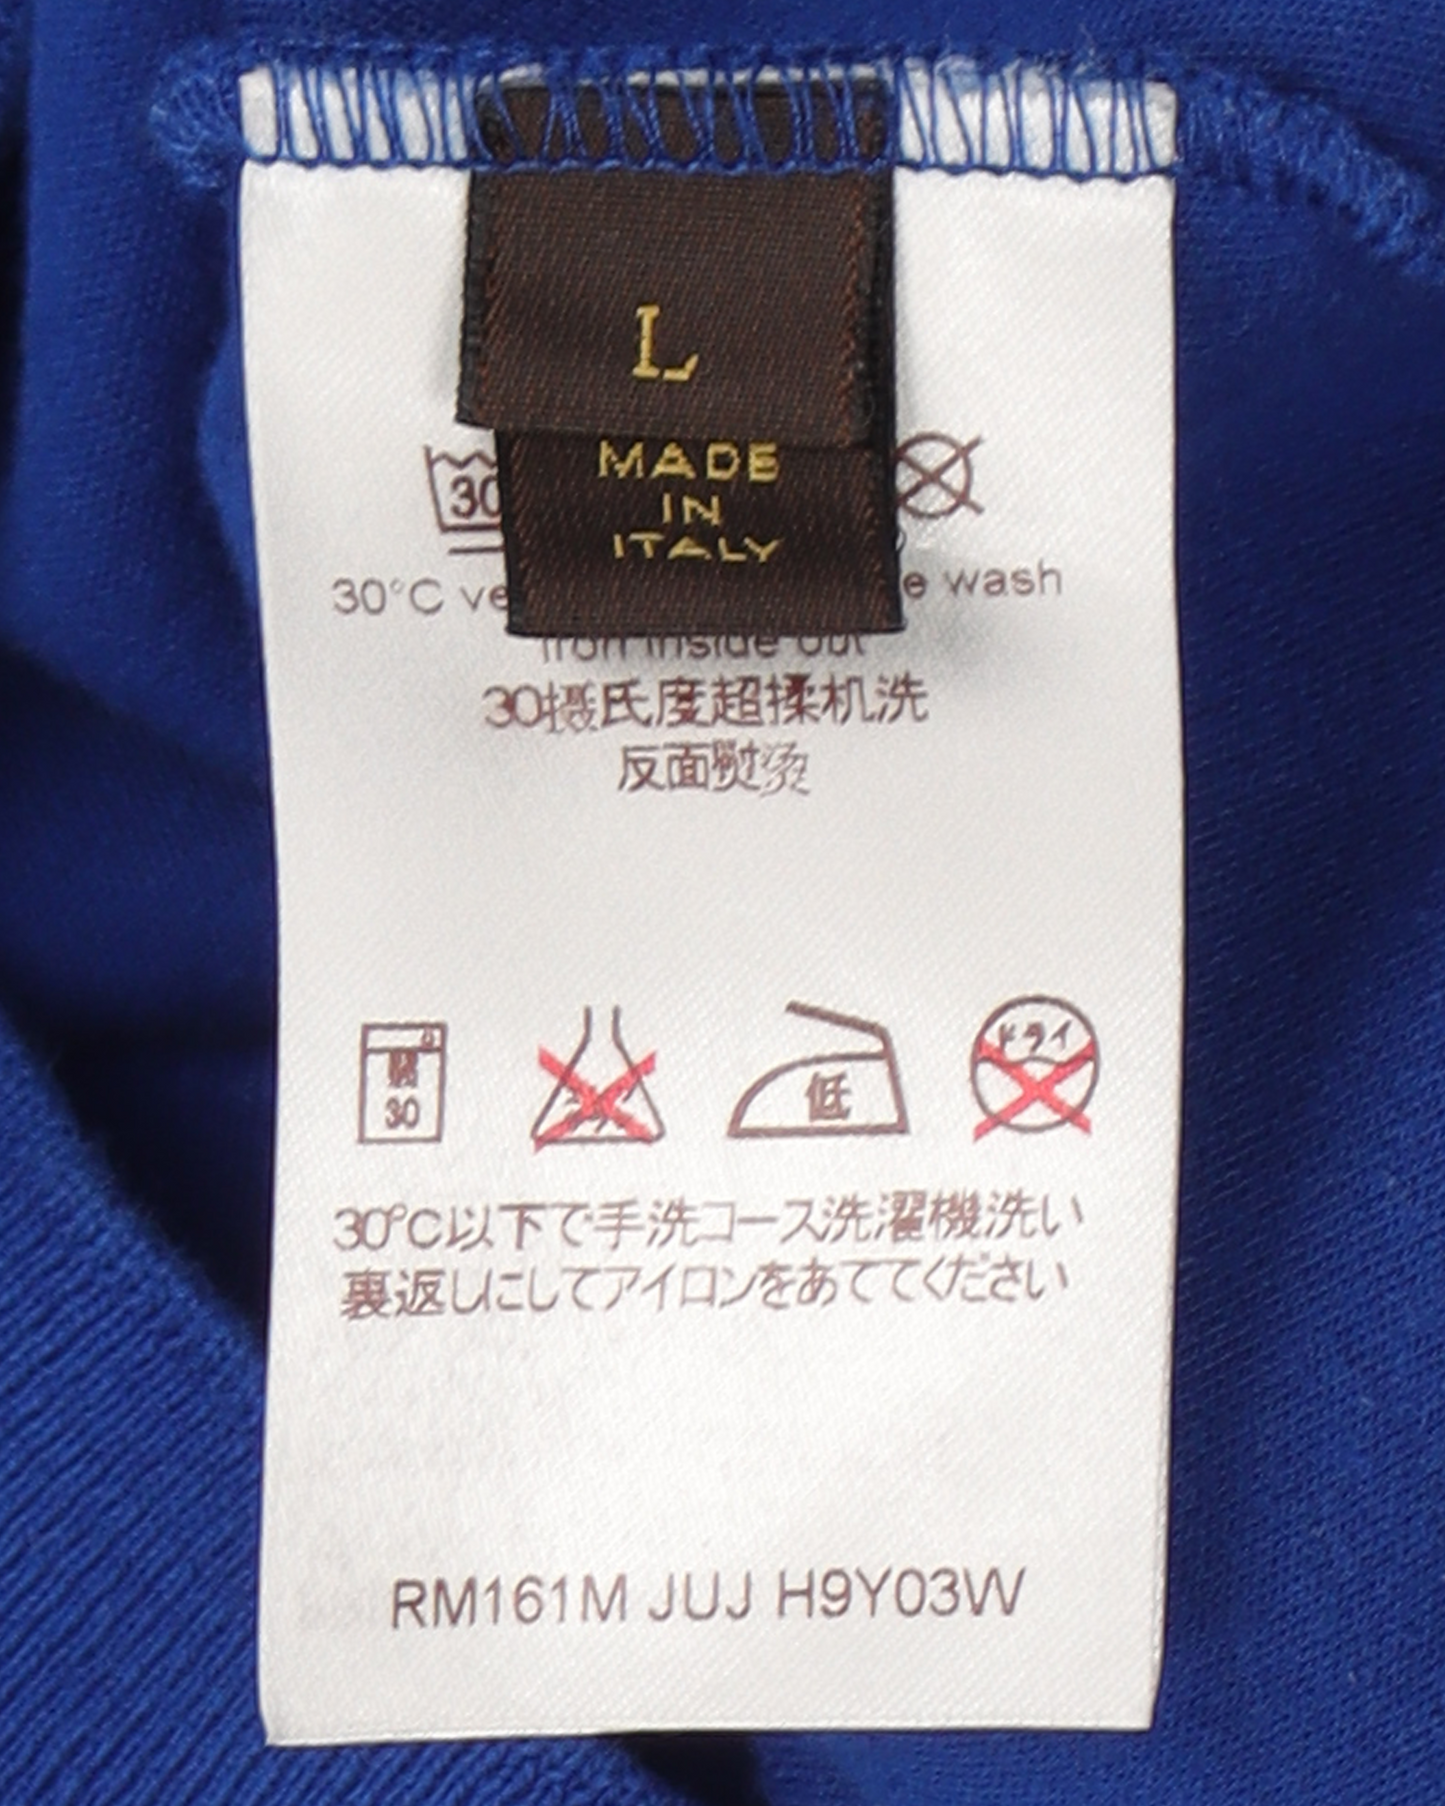 L
MADE
IN
ITALY
30
30°C
wash
iron inside out
30摄氏度超揉机洗
反面熨烫
30
低
ドライ
30°C以下で手洗コース洗濯機洗い
裏返しにしてアイロンをあててください
RM161M JUJ H9Y03W